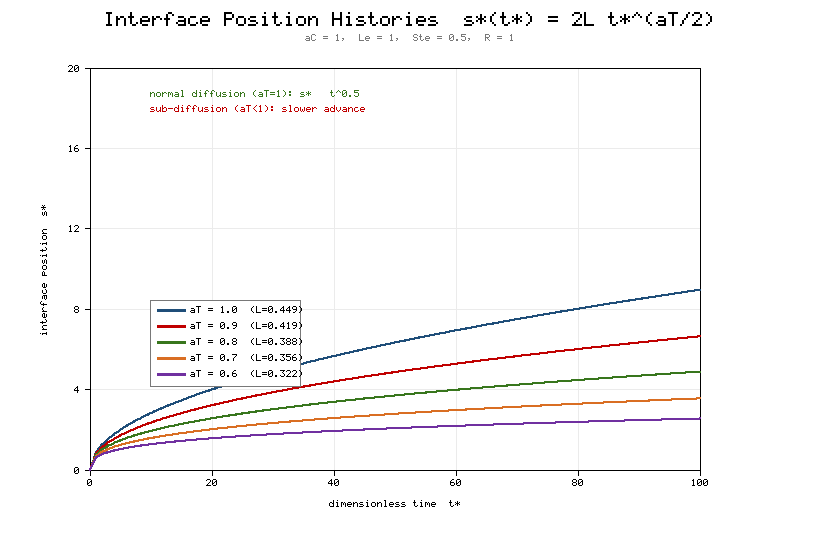 Interface Position Histories s*(t*) = 2L t*^(aT/2)
aC = 1, Le = 1, Ste = 0.5, R = 1
20
16
12
8
4
0
interface position s*
normal diffusion (aT=1): s* t^0.5
sub-diffusion (aT<1): slower advance
aT = 1.0 (L=0.449)
aT = 0.9 (L=0.419)
aT = 0.8 (L=0.388)
aT = 0.7 (L=0.356)
aT = 0.6 (L=0.322)
0 20 40 60 80 100
dimensionless time t*